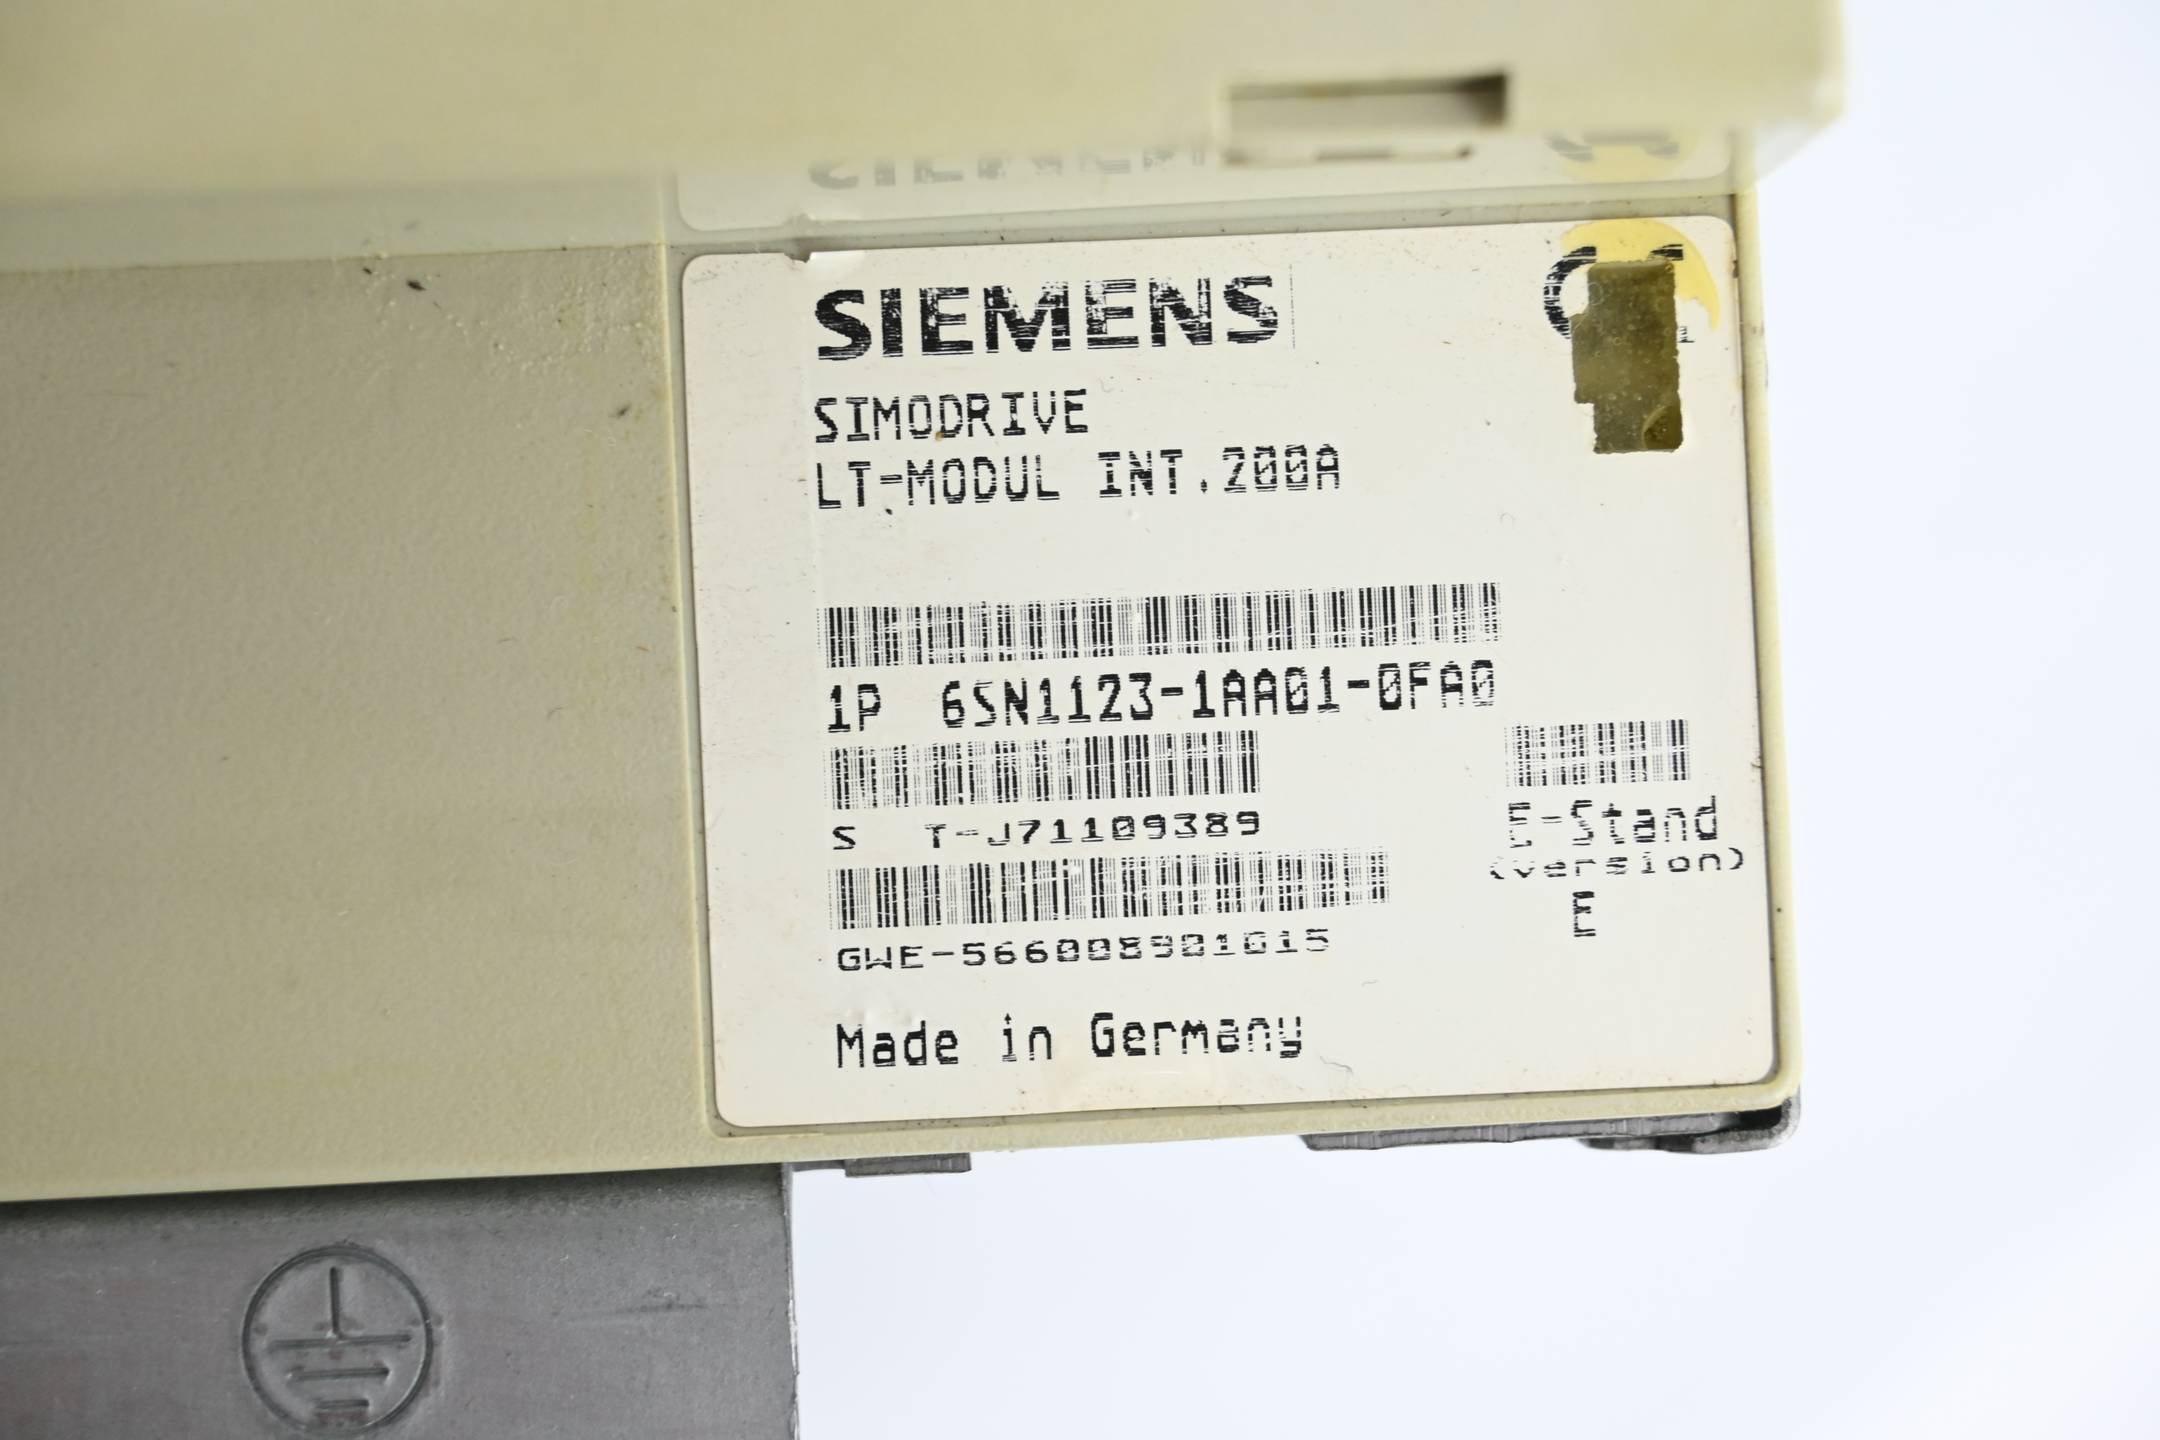 SIEMENS
SIMODRIVE
LT-MODUL INT.200A
1P 6SN1123-1AA01-0FA0
S T-J71109389
E-Stand
(version)
E
GWE-566008901015
Made in Germany